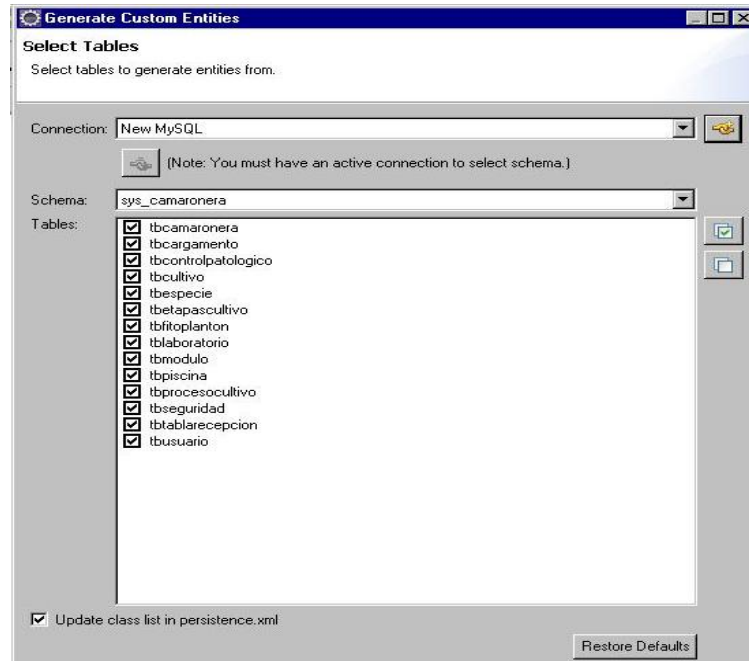 Generate Custom Entities
Select Tables
Select tables to generate entities from.
Connection: New MySQL
(Note: You must have an active connection to select schema.)
Schema: sys_camaronera
Tables:
tbcamaronera
tbcargamento
tbcontrolpatologico
tbcultivo
tbespecie
tbetapascultivo
tbfitoplanton
tblaboratorio
tbmodulo
tbpiscina
tbprocesocultivo
tbseguridad
tbtablarecepcion
tbusuario
Update class list in persistence.xml
Restore Defaults